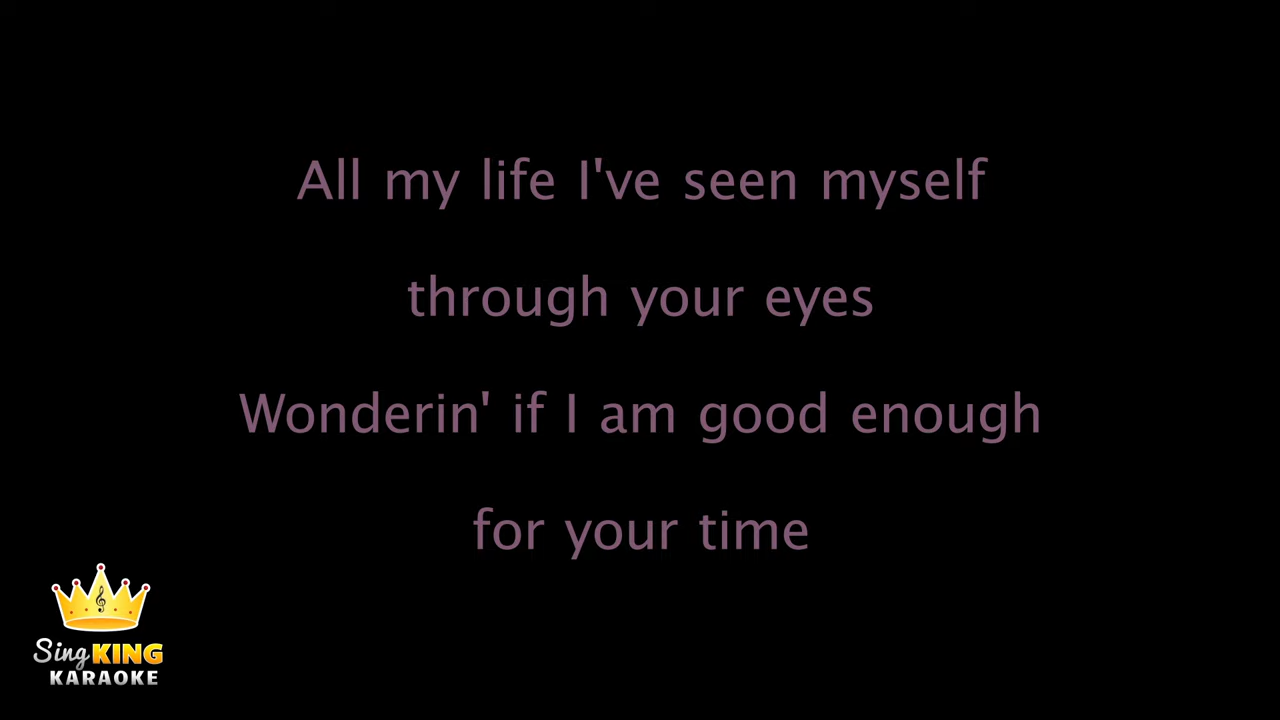 All my life I've seen myself
through your eyes
Wonderin' if I am good enough
for your time
Sing KING
KARAOKE